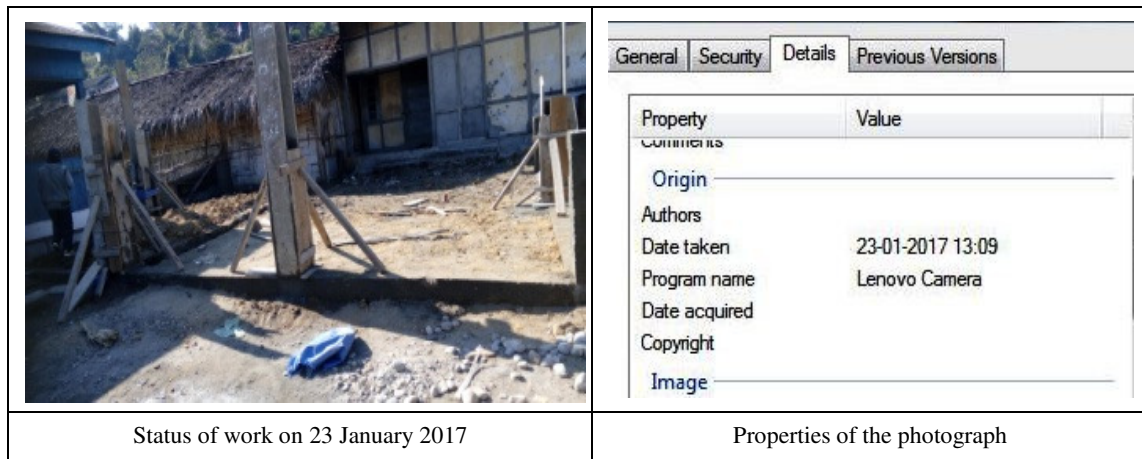 General Security Details Previous Versions
Property Value
Comments
Origin
Authors
Date taken 23-01-2017 13:09
Program name Lenovo Camera
Date acquired
Copyright
Image
Status of work on 23 January 2017 Properties of the photograph